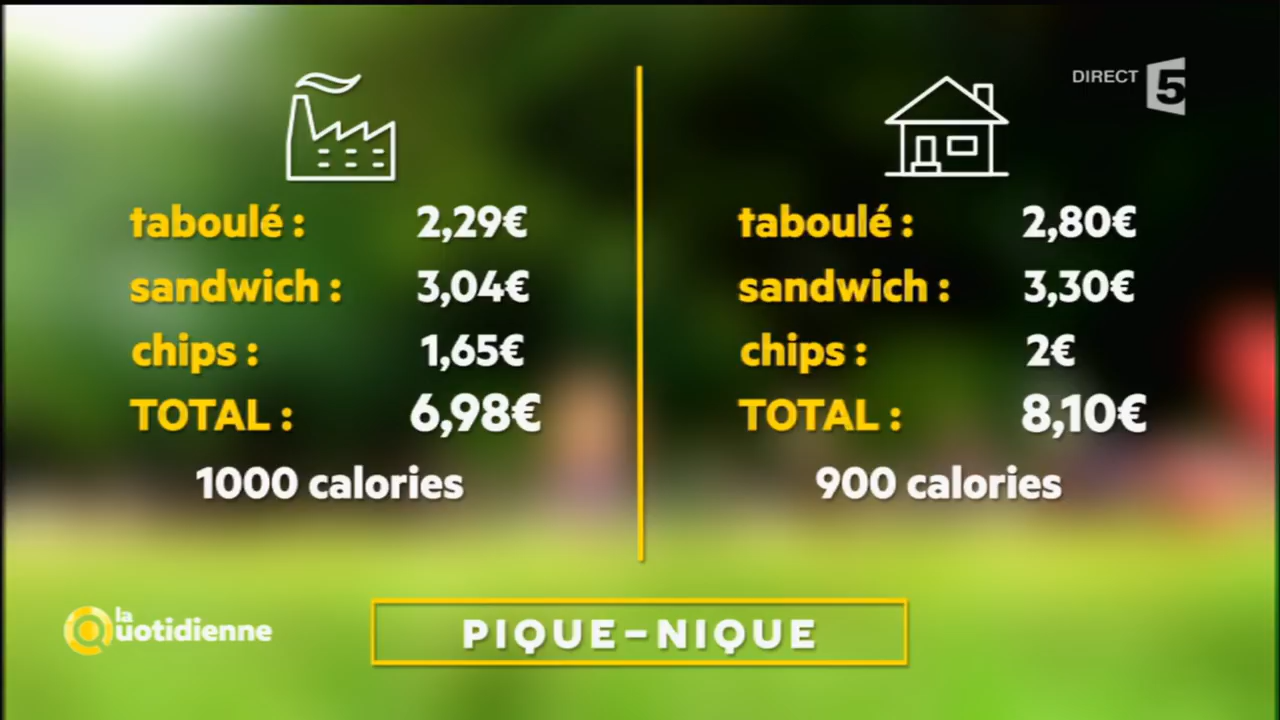 DIRECT 5
taboulé : 2,29€
sandwich : 3,04€
chips : 1,65€
TOTAL : 6,98€
1000 calories
taboulé : 2,80€
sandwich : 3,30€
chips : 2€
TOTAL : 8,10€
900 calories
la
Quotidienne
PIQUE-NIQUE